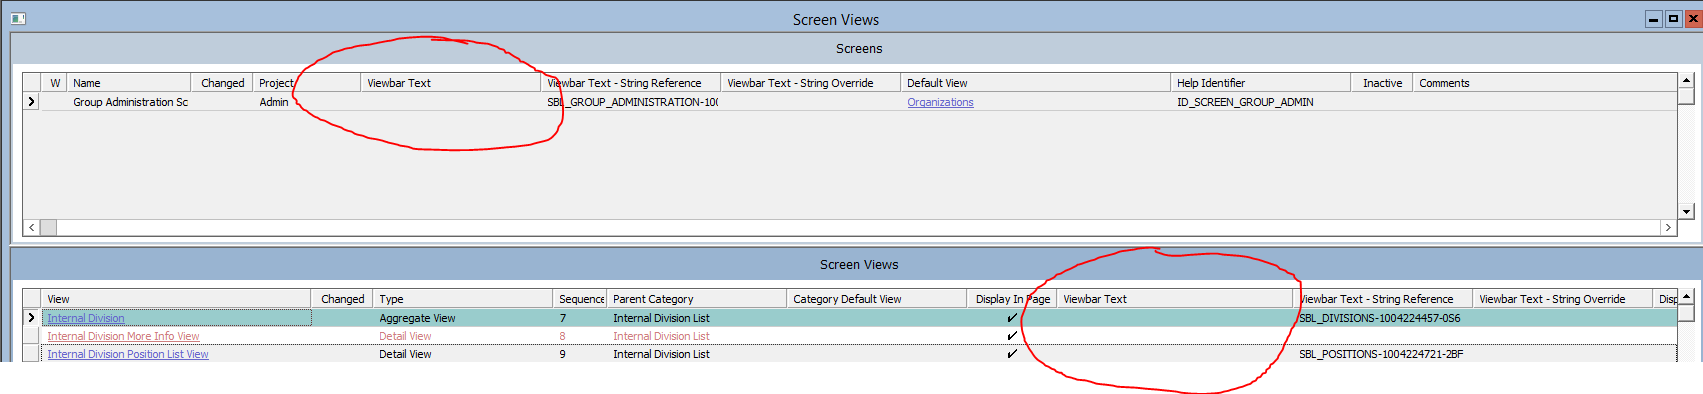 Screen Views
Screens
W Name Changed Project Viewbar Text Viewbar Text - String Reference Viewbar Text - String Override Default View Help Identifier Inactive Comments
Group Administration Sc Admin SBL_GROUP_ADMINISTRATION-100 Organizations ID_SCREEN_GROUP_ADMIN
Screen Views
View Changed Type Sequence Parent Category Category Default View Display In Page Viewbar Text Viewbar Text - String Reference Viewbar Text - String Override Disp
Internal Division Aggregate View 7 Internal Division List SBL_DIVISIONS-1004224457-0S6
Internal Division More Info View Detail View 8 Internal Division List
Internal Division Position List View Detail View 9 Internal Division List SBL_POSITIONS-1004224721-2BF